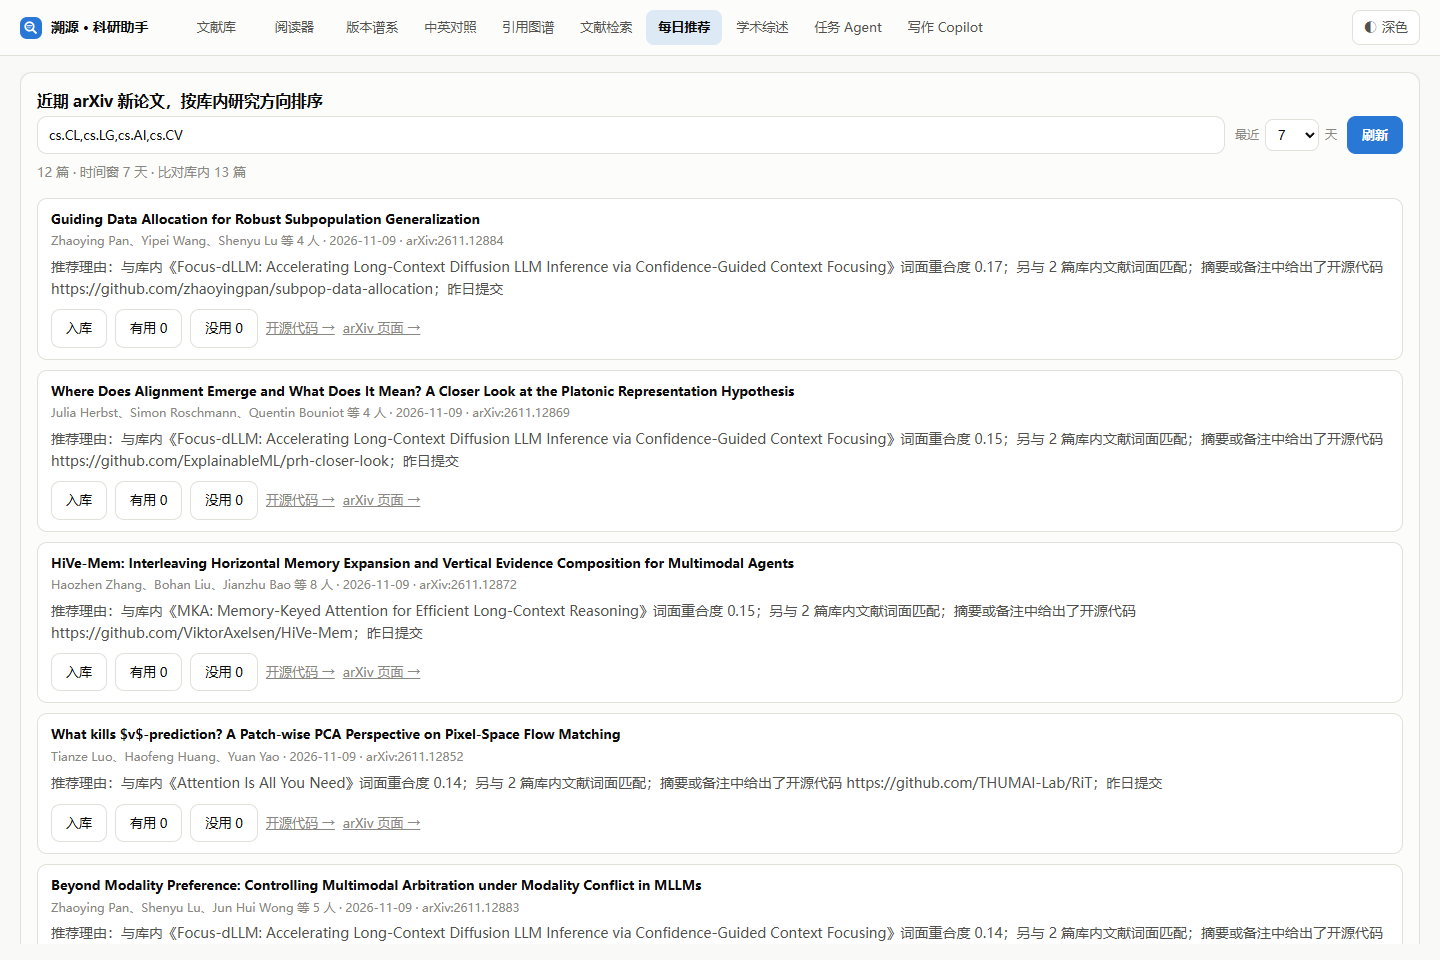 溯源 • 科研助手
文献库
阅读器
版本谱系
中英对照
引用图谱
文献检索
每日推荐
学术综述
任务 Agent
写作 Copilot
深色
近期 arXiv 新论文，按库内研究方向排序
cs.CL,cs.LG,cs.AI,cs.CV
最近
7
天
刷新
12 篇 · 时间窗 7 天 · 比对库内 13 篇
Guiding Data Allocation for Robust Subpopulation Generalization
Zhaoying Pan、Yipei Wang、Shenyu Lu 等 4 人 · 2026-11-09 · arXiv:2611.12884
推荐理由：与库内《Focus-dLLM: Accelerating Long-Context Diffusion LLM Inference via Confidence-Guided Context Focusing》词面重合度 0.17；另与 2 篇库内文献词面匹配；摘要或备注中给出了开源代码
https://github.com/zhaoyingpan/subpop-data-allocation；昨日提交
入库
有用 0
没用 0
开源代码 →
arXiv 页面 →
Where Does Alignment Emerge and What Does It Mean? A Closer Look at the Platonic Representation Hypothesis
Julia Herbst、Simon Roschmann、Quentin Bouniot 等 4 人 · 2026-11-09 · arXiv:2611.12869
推荐理由：与库内《Focus-dLLM: Accelerating Long-Context Diffusion LLM Inference via Confidence-Guided Context Focusing》词面重合度 0.15；另与 2 篇库内文献词面匹配；摘要或备注中给出了开源代码
https://github.com/ExplainableML/prh-closer-look；昨日提交
入库
有用 0
没用 0
开源代码 →
arXiv 页面 →
HiVe-Mem: Interleaving Horizontal Memory Expansion and Vertical Evidence Composition for Multimodal Agents
Haozhen Zhang、Bohan Liu、Jianzhu Bao 等 8 人 · 2026-11-09 · arXiv:2611.12872
推荐理由：与库内《MKA: Memory-Keyed Attention for Efficient Long-Context Reasoning》词面重合度 0.15；另与 2 篇库内文献词面匹配；摘要或备注中给出了开源代码
https://github.com/ViktorAxelsen/HiVe-Mem；昨日提交
入库
有用 0
没用 0
开源代码 →
arXiv 页面 →
What kills $v$-prediction? A Patch-wise PCA Perspective on Pixel-Space Flow Matching
Tianze Luo、Haofeng Huang、Yuan Yao · 2026-11-09 · arXiv:2611.12852
推荐理由：与库内《Attention Is All You Need》词面重合度 0.14；另与 2 篇库内文献词面匹配；摘要或备注中给出了开源代码 https://github.com/THUMAI-Lab/RiT；昨日提交
入库
有用 0
没用 0
开源代码 →
arXiv 页面 →
Beyond Modality Preference: Controlling Multimodal Arbitration under Modality Conflict in MLLMs
Zhaoying Pan、Shenyu Lu、Jun Hui Wong 等 5 人 · 2026-11-09 · arXiv:2611.12883
推荐理由：与库内《Focus-dLLM: Accelerating Long-Context Diffusion LLM Inference via Confidence-Guided Context Focusing》词面重合度 0.14；另与 2 篇库内文献词面匹配；摘要或备注中给出了开源代码